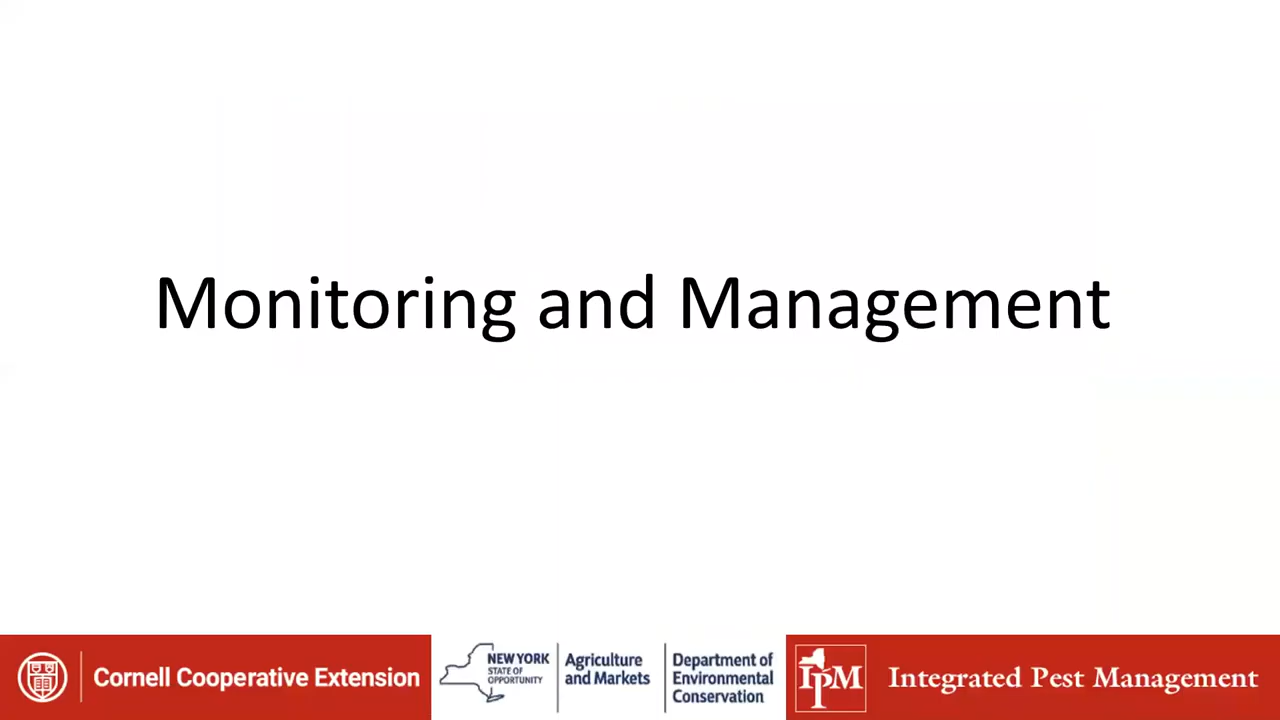 Monitoring and Management
Cornell Cooperative Extension
NEW YORK
STATE OF
OPPORTUNITY
Agriculture
and Markets
Department of
Environmental
Conservation
IPM
Integrated Pest Management